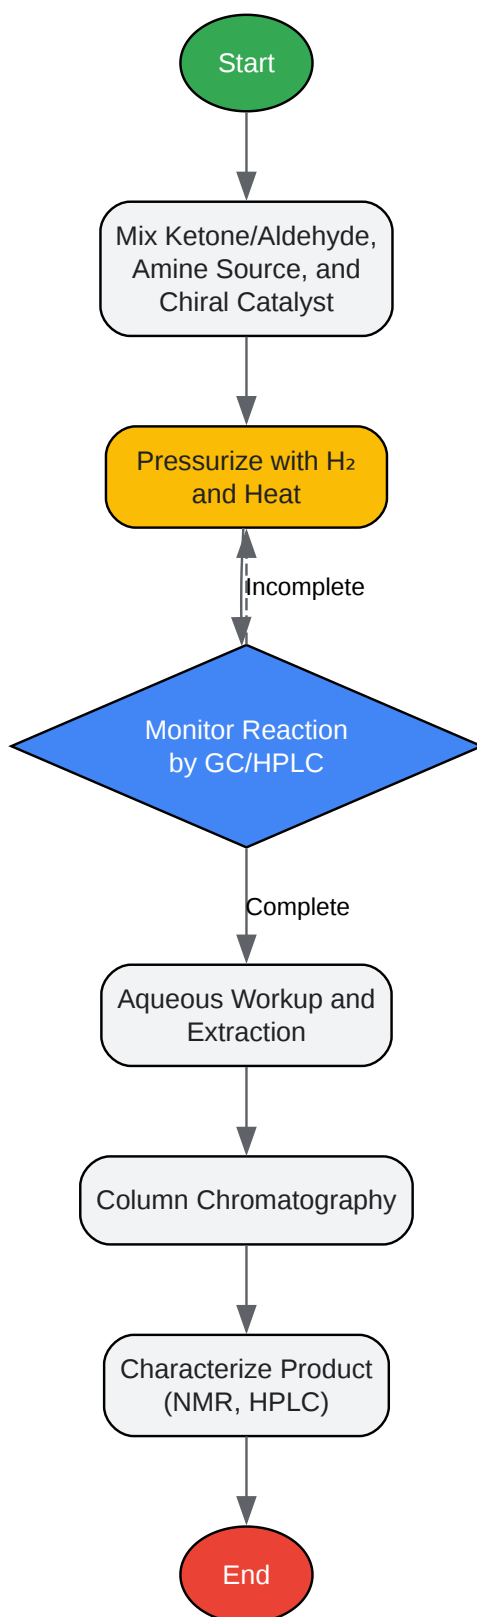 Start
Mix Ketone/Aldehyde,
Amine Source, and
Chiral Catalyst
Pressurize with H₂
and Heat
Incomplete
Monitor Reaction
by GC/HPLC
Complete
Aqueous Workup and
Extraction
Column Chromatography
Characterize Product
(NMR, HPLC)
End